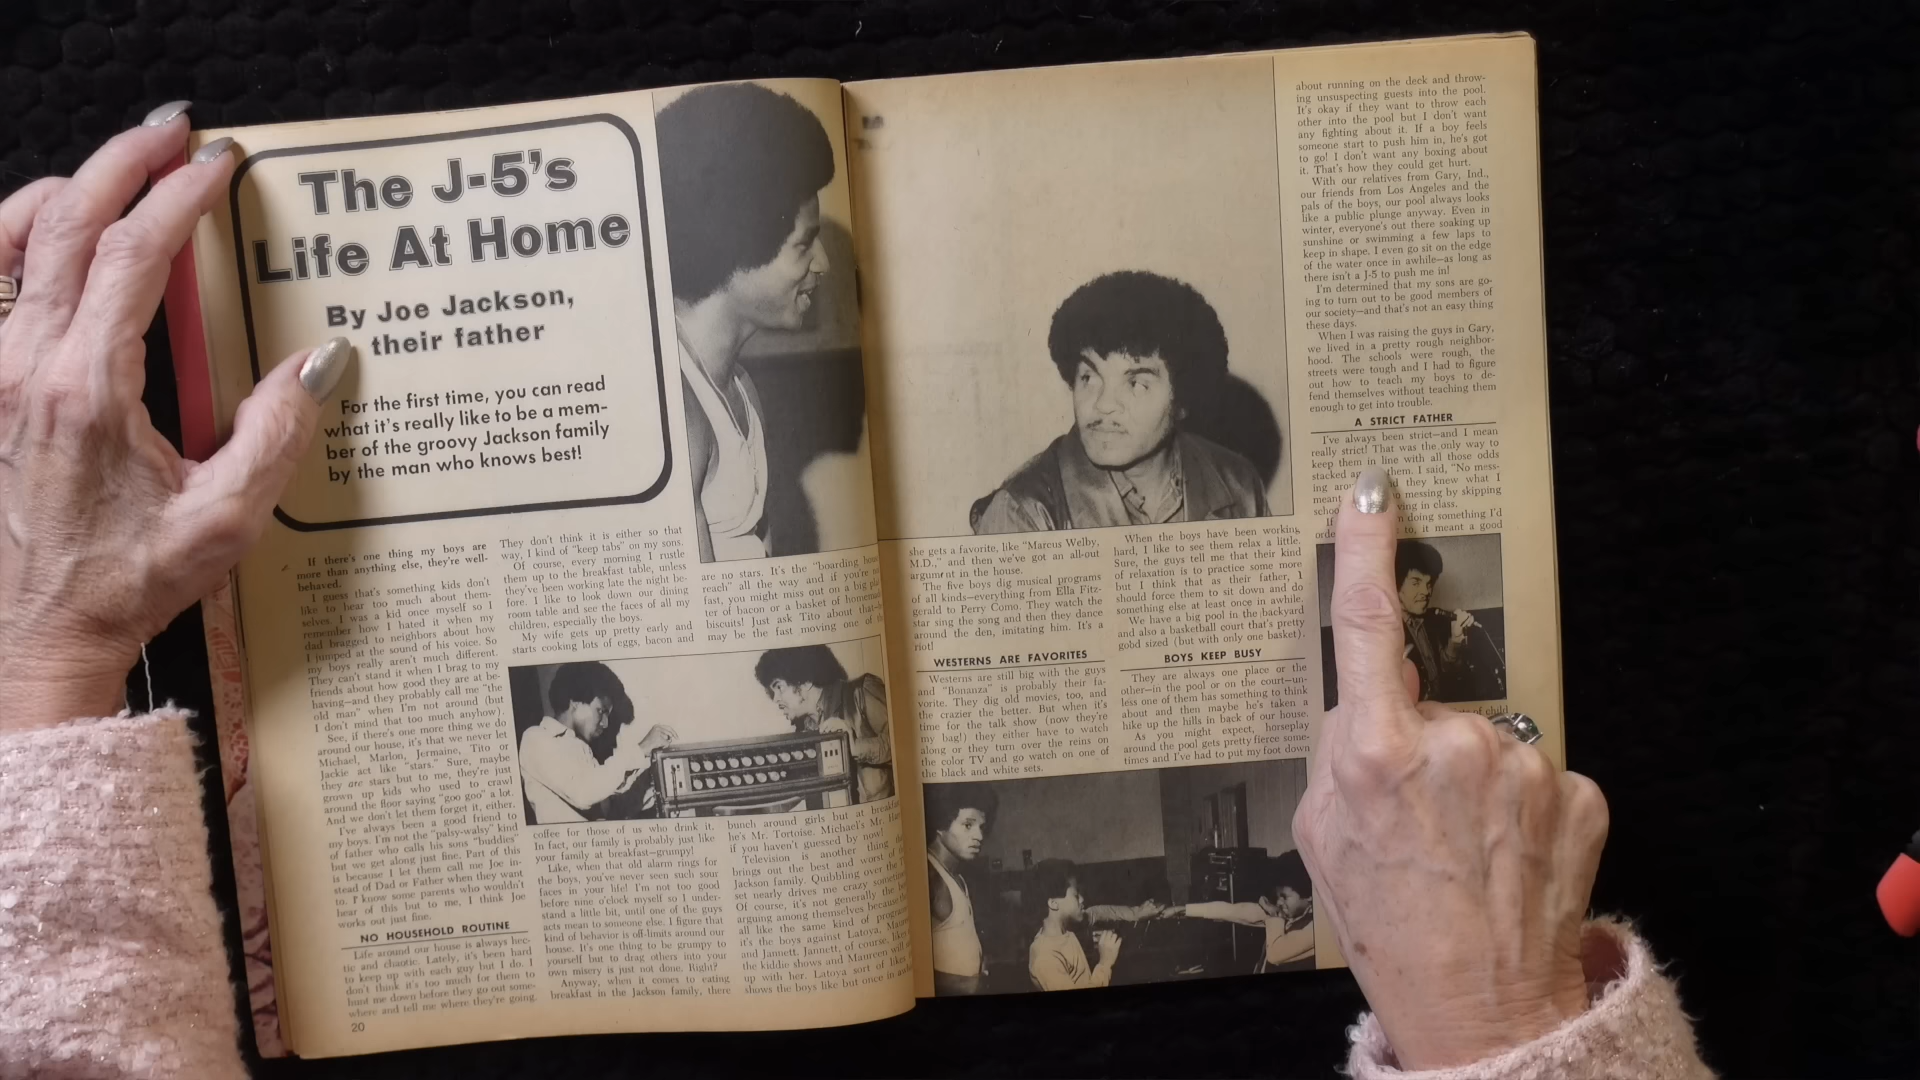 The J-5's
Life At Home
By Joe Jackson,
their father
For the first time, you can read
what it's really like to be a mem-
ber of the groovy Jackson family
by the man who knows best!
If there's one thing my boys are
more than anything else, they're well-
behaved.
I guess that's something kids don't
like to hear too much about them-
selves. I was a kid once myself so I
remember how I hated it when my
dad bragged to neighbors about how
I jumped at the sound of his voice. So
my boys really aren't much different.
They can't stand it when I brag to my
friends about how good they are at be-
having—and they probably call me "the
old man" when I'm not around (but
I don't mind that too much anyhow).
See, if there's one more thing we do
around our house, it's that we never let
Michael, Marlon, Jermaine, Tito or
Jackie act like "stars." Sure, maybe
they are stars but to me, they're just
grown up kids who used to crawl
around the floor saying "goo goo" a lot.
And we don't let them forget it, either.
I've always been a good friend to
my boys. I'm not the "palsy-walsy" kind
of father who calls his sons "buddies"
but we get along just fine. Part of this
is because I let them call me Joe in-
stead of Dad or Father when they want
to. I know some parents who wouldn't
hear of this but to me, I think Joe
works out just fine.
NO HOUSEHOLD ROUTINE
Life around our house is always hec-
tic and chaotic. Lately, it's been hard
to keep up with each guy but I do. I
don't think it's too much for them to
hunt me down before they go out some-
where and tell me where they're going.
20
They don't think it is either so that
way, I kind of "keep tabs" on my sons.
Of course, every morning I rustle
them up to the breakfast table, unless
they've been working late the night be-
fore. I like to look down our dining
room table and see the faces of all my
children, especially the boys.
My wife gets up pretty early and
starts cooking lots of eggs, bacon and
coffee for those of us who drink it.
In fact, our family is probably just like
your family at breakfast—grumpy!
Like, when that old alarm rings for
the boys, you've never seen such sour
faces in your life! I'm not too good
before nine o'clock myself so I under-
stand a little bit, until one of the guys
acts mean to someone else. I figure that
kind of behavior is off-limits around our
house. It's one thing to be grumpy to
yourself but to drag others into your
own misery is just not done. Right?
Anyway, when it comes to eating
breakfast in the Jackson family, there
are no stars. It's the "boarding
reach" all the way and if you're
fast, you might miss out on a big
ter of bacon or a basket of
biscuits! Just ask Tito about that—
may be the fast moving one of
bunch around girls but at
he's Mr. Tortoise. Michael's Mr.
if you haven't guessed by now!
Television is another thing
brings out the best and worst of
Jackson family. Quibbling over the
set nearly drives me crazy
Of course, it's not generally the
arguing among themselves
all like the same kind of
it's the boys against Latoya,
and Jannett. Jannett, of course,
the kiddie shows and Maureen will
up with her. Latoya sort of
shows the boys like but once in
she gets a favorite, like "Marcus Welby,
M.D.," and then we've got an all-out
argument in the house.
The five boys dig musical programs
of all kinds—everything from Ella Fitz-
gerald to Perry Como. They watch the
star sing the song and then they dance
around the den, imitating him. It's a
riot!
WESTERNS ARE FAVORITES
Westerns are still big with the guys
and "Bonanza" is probably their fa-
vorite. They dig old movies, too, and
the crazier the better. But when it's
time for the talk show (now they're
my bag!) they either have to watch
along or they turn over the reins on
the color TV and go watch on one of
the black and white sets.
When the boys have been working
hard, I like to see them relax a little.
Sure, the guys tell me that their kind
of relaxation is to practice some more
but I think that as their father, I
should force them to sit down and do
something else at least once in awhile.
We have a big pool in the backyard
and also a basketball court that's pretty
good sized (but with only one basket).
BOYS KEEP BUSY
They are always one place or the
other—in the pool or on the court—un-
less one of them has something to think
about and then maybe he's taken a
hike up the hills in back of our house.
As you might expect, horseplay
around the pool gets pretty fierce some-
times and I've had to put my foot down
about running on the deck and throw-
ing unsuspecting guests into the pool.
It's okay if they want to throw each
other into the pool but I don't want
any fighting about it. If a boy feels
someone start to push him in, he's got
to go! I don't want any boxing about
it. That's how they could get hurt.
With our relatives from Gary, Ind.,
our friends from Los Angeles and the
pals of the boys, our pool always looks
like a public plunge anyway. Even in
winter, everyone's out there soaking up
sunshine or swimming a few laps to
keep in shape. I even go sit on the edge
of the water once in awhile—as long as
there isn't a J-5 to push me in!
I'm determined that my sons are go-
ing to turn out to be good members of
our society—and that's not an easy thing
these days.
When I was raising the guys in Gary,
we lived in a pretty rough neighbor-
hood. The schools were rough, the
streets were tough and I had to figure
out how to teach my boys to de-
fend themselves without teaching them
enough to get into trouble.
A STRICT FATHER
I've always been strict—and I mean
really strict! That was the only way to
keep them in line with all those odds
stacked them. I said, "No mess-
ing they knew what I
meant messing by skipping
in class.
If doing something I'd
to, it meant a good
of child